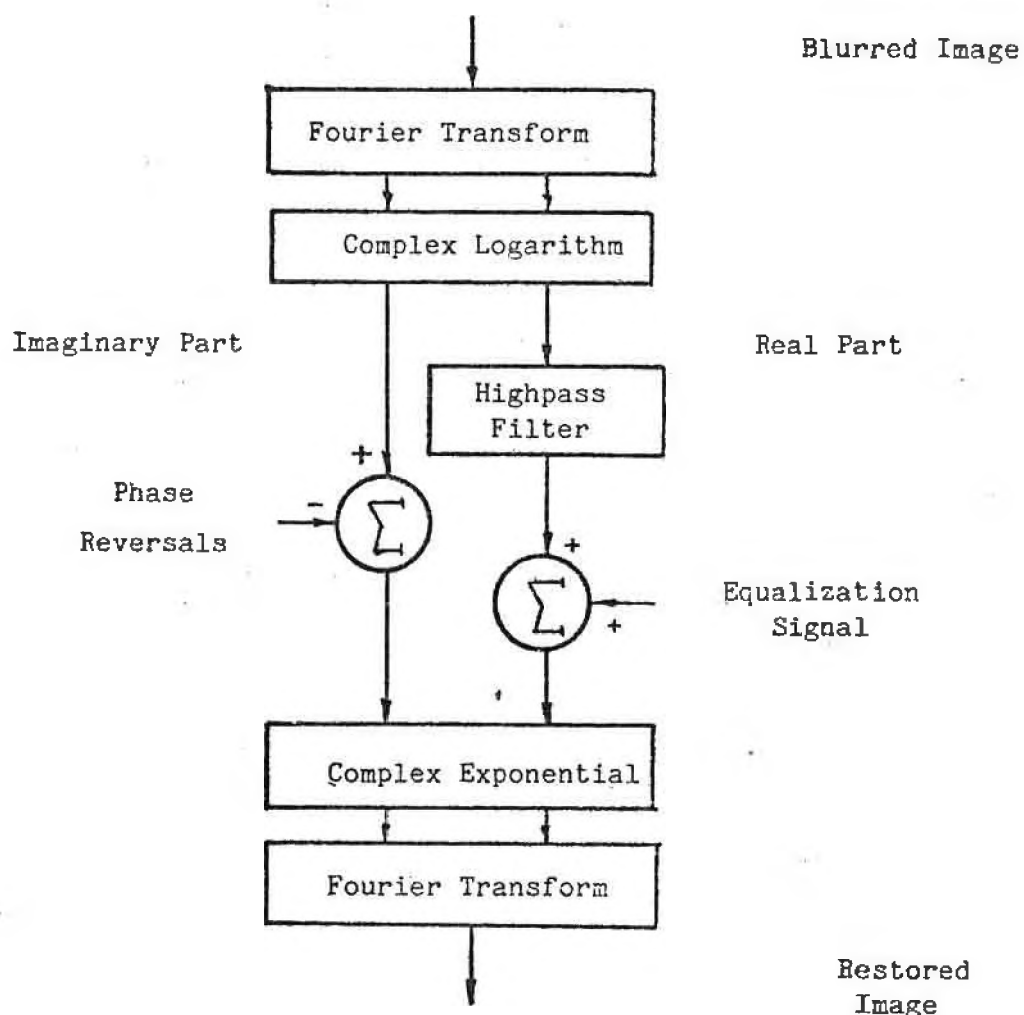 Blurred Image
Fourier Transform
Complex Logarithm
Imaginary Part
Real Part
Highpass
Filter
+
Phase
Reversals
-
Σ
+
Σ
+
Equalization
Signal
Complex Exponential
Fourier Transform
Restored
Image